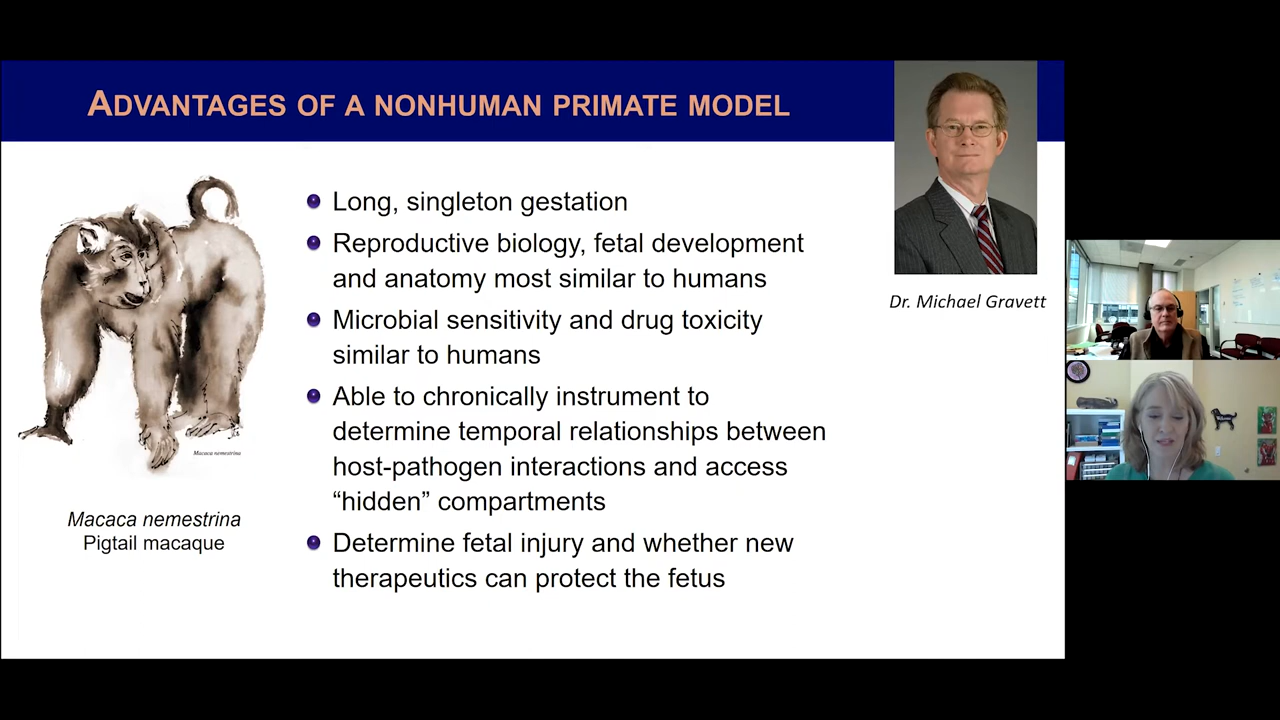 ADVANTAGES OF A NONHUMAN PRIMATE MODEL
Long, singleton gestation
Reproductive biology, fetal development
and anatomy most similar to humans
Microbial sensitivity and drug toxicity
similar to humans
Able to chronically instrument to
determine temporal relationships between
host-pathogen interactions and access
“hidden” compartments
Determine fetal injury and whether new
therapeutics can protect the fetus
Macaca nemestrina
Macaca nemestrina
Pigtail macaque
Dr. Michael Gravett
Welcome